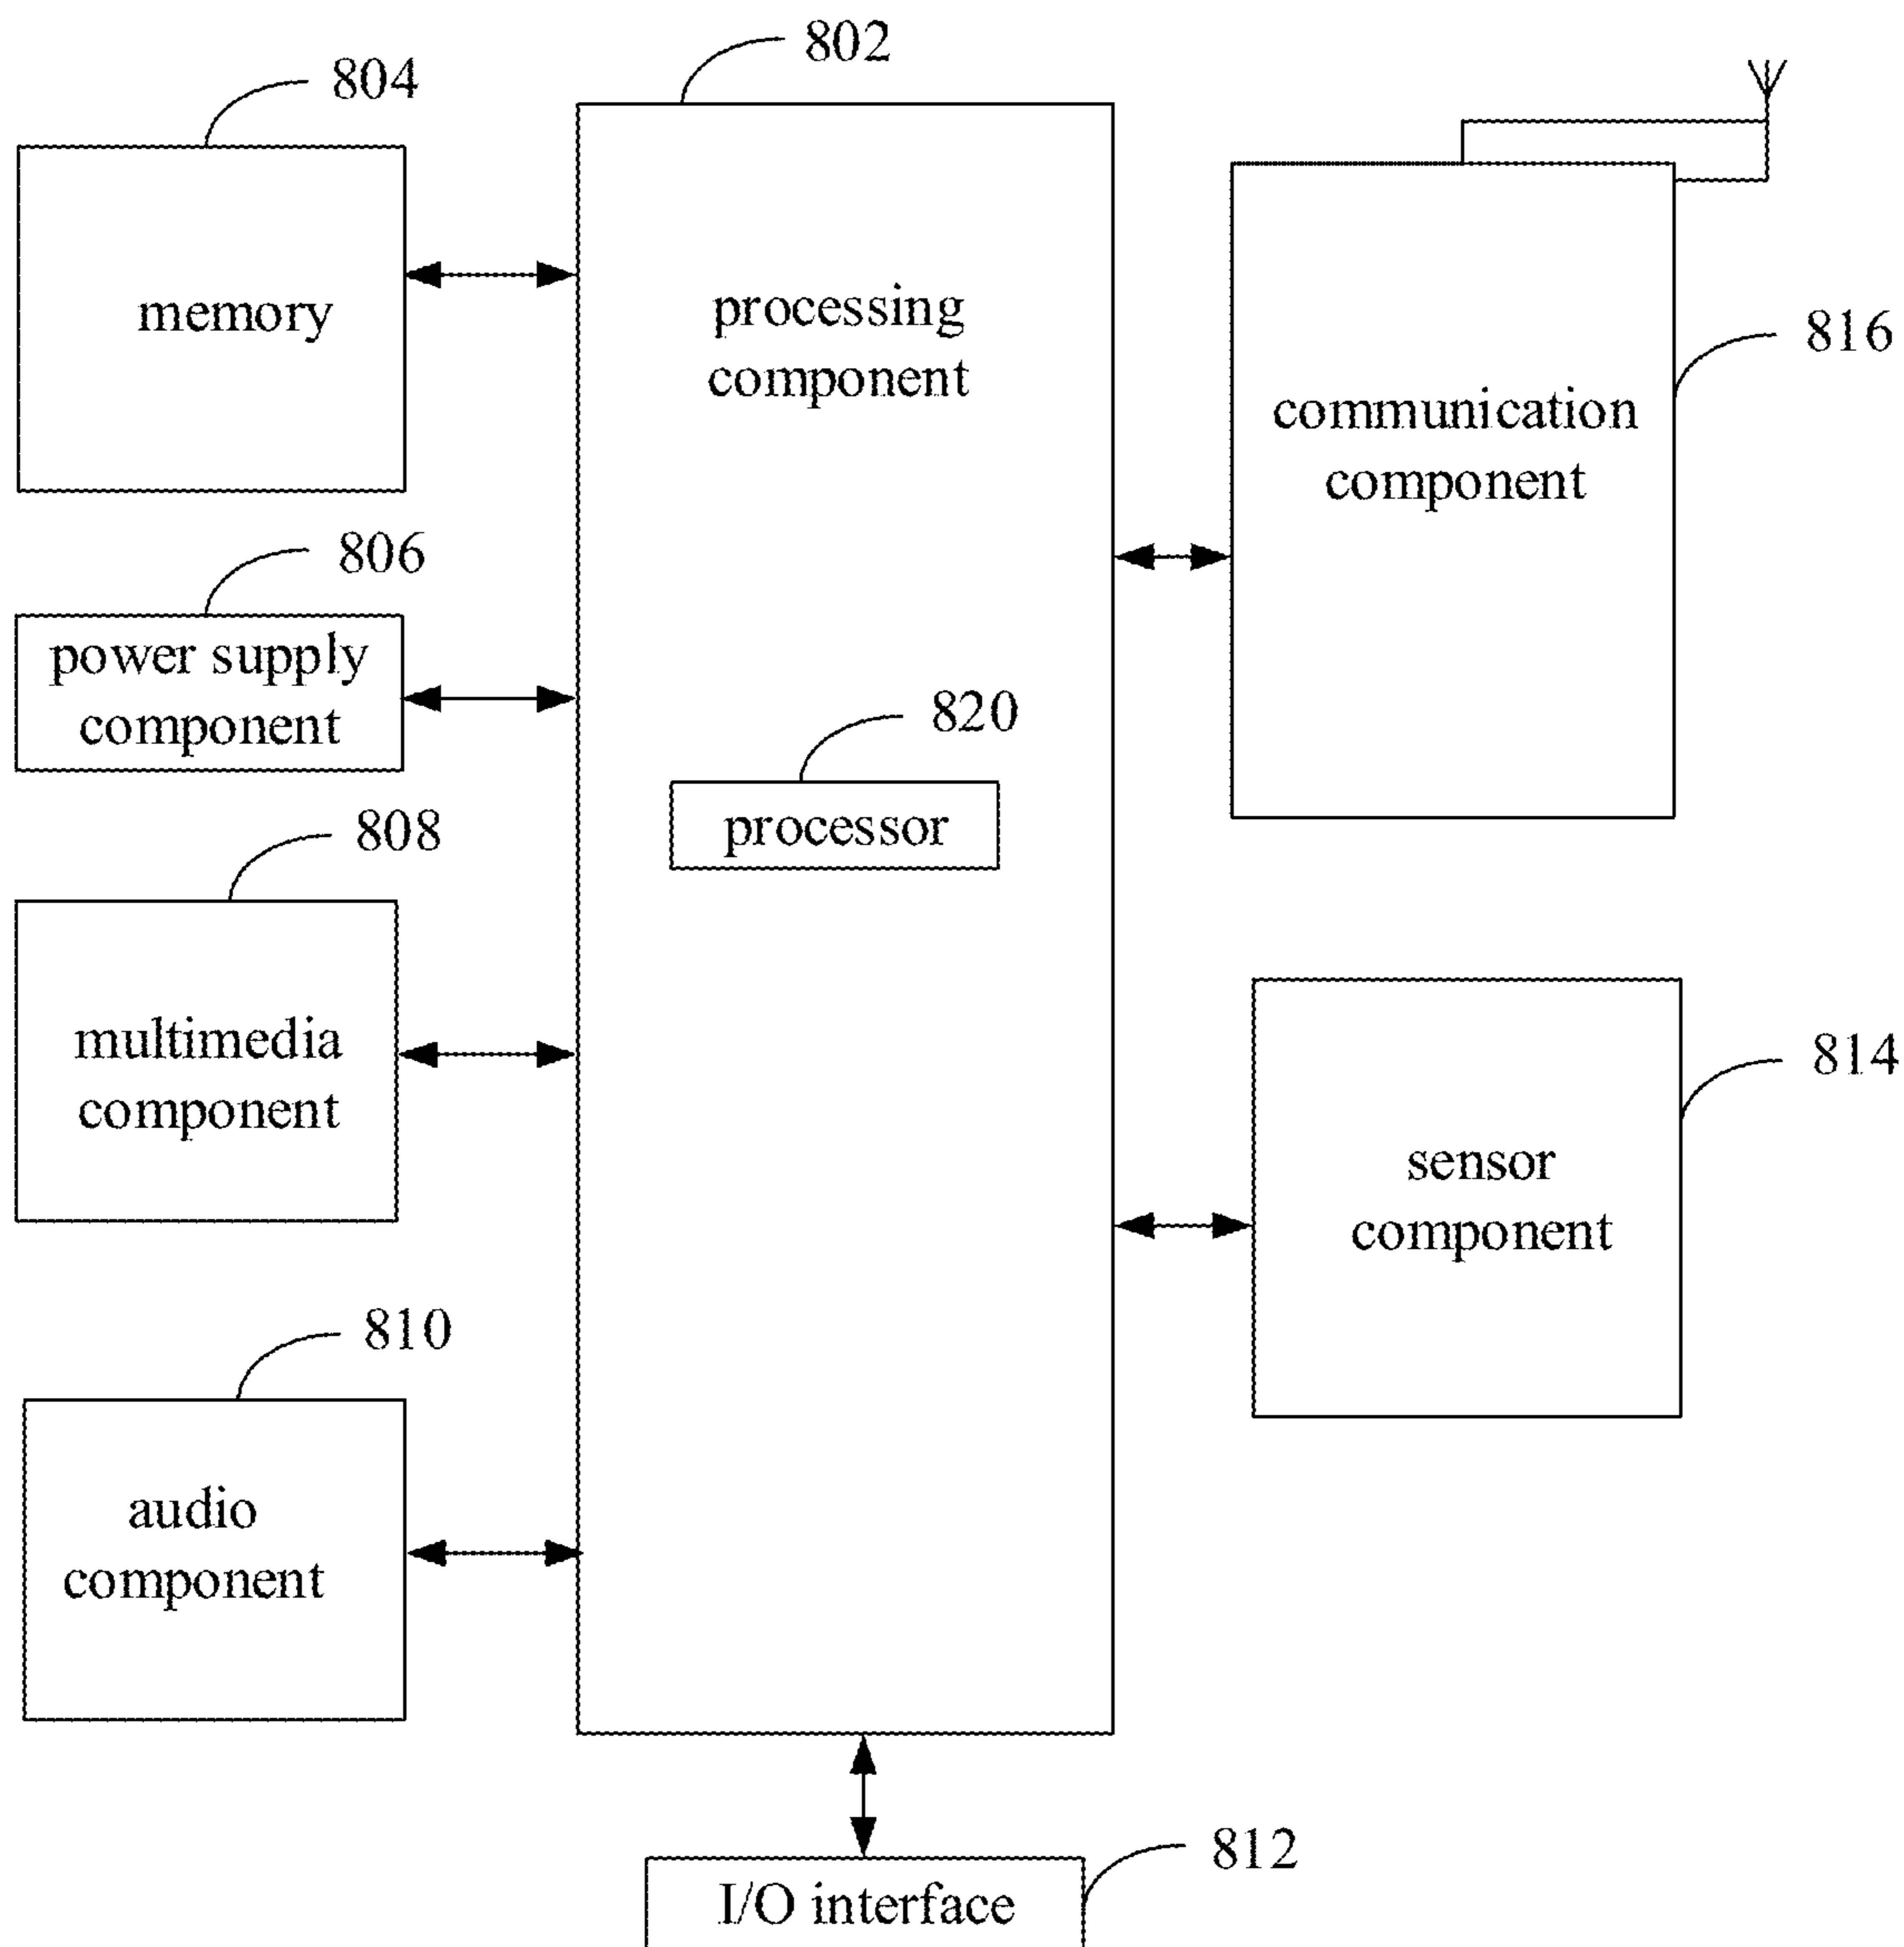 802
804
memory
processing
component
816
communication
component
806
power supply
component
820
processor
808
multimedia
component
814
sensor
component
810
audio
component
812
I/O interface